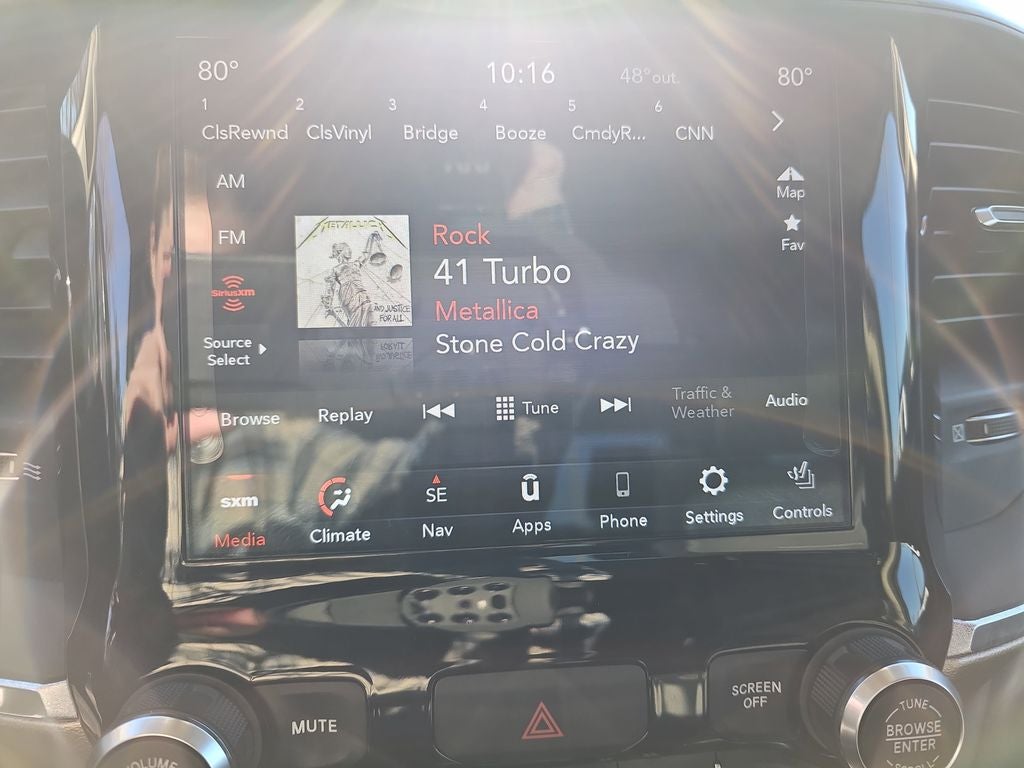 80° 10:16 48° out. 80°
1 2 3 4 5 6
ClsRewnd ClsVinyl Bridge Booze CmdyR... CNN
AM
Map
FM
Fav
METALLICA
AND JUSTICE
FOR ALL
Rock
41 Turbo
Metallica
Stone Cold Crazy
SiriusXM
Source
Select
Browse Replay Tune Traffic &
Weather
Audio
sxm SE
Media Climate Nav Apps Phone Settings Controls
VOLUME
MUTE
SCREEN
OFF
TUNE
BROWSE
ENTER
SCROLL